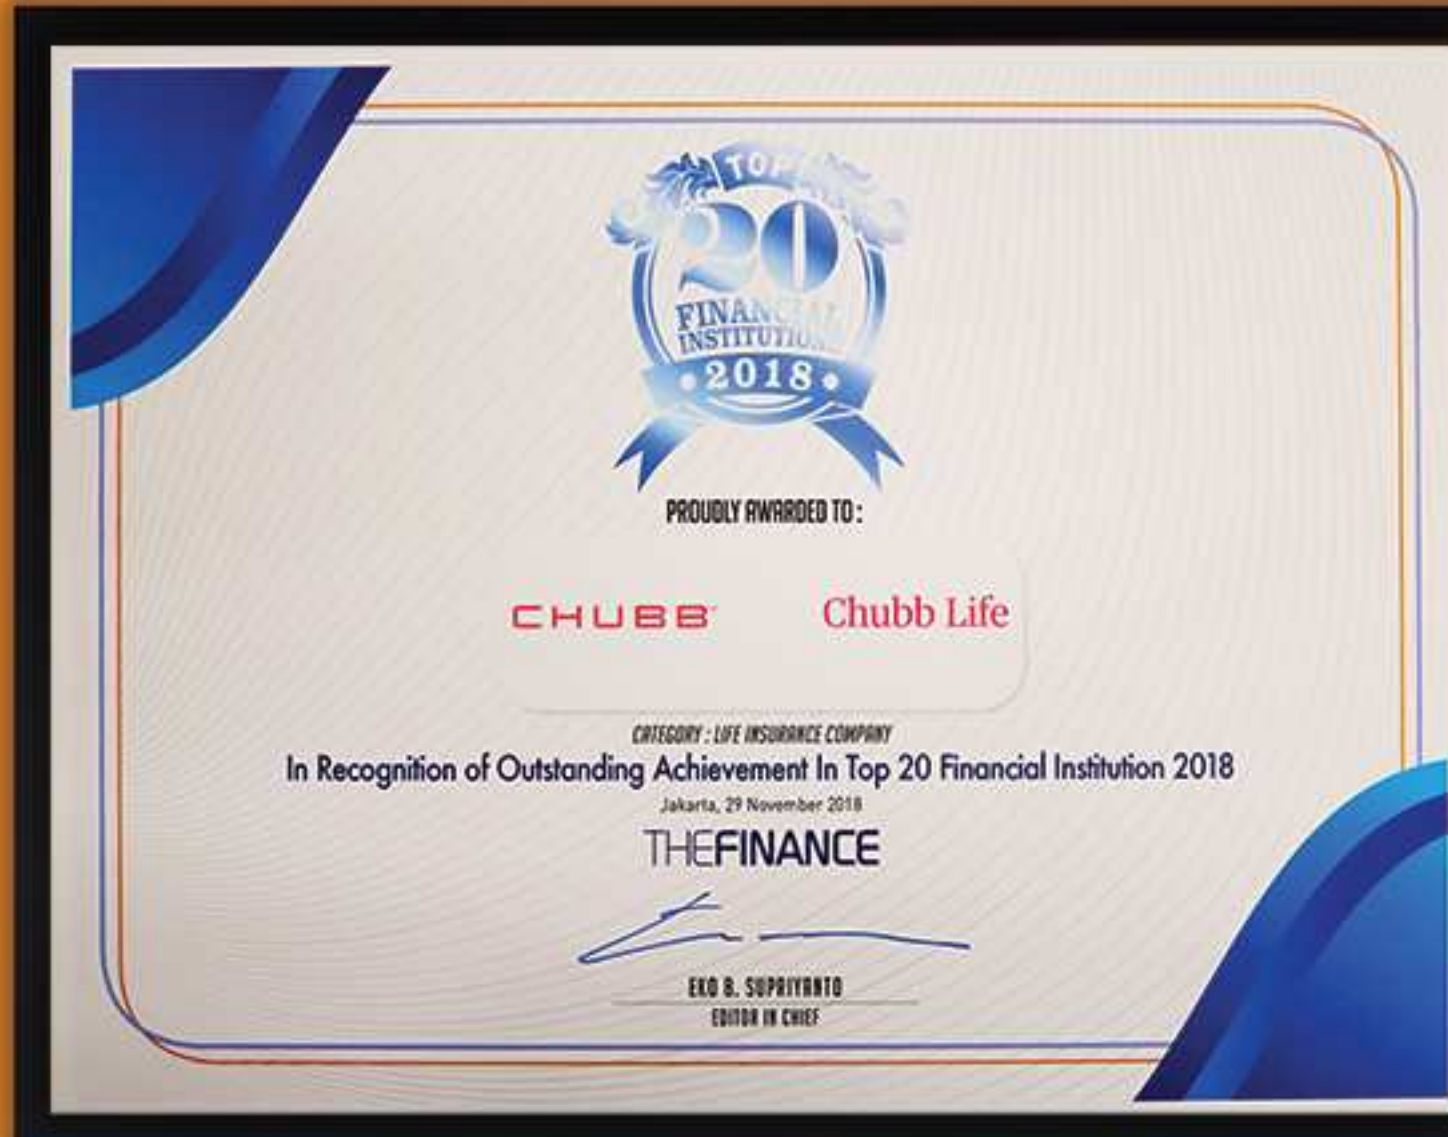 TOP
20
FINANCIAL
INSTITUTION
2018
PROUDLY AWARDED TO :
CHUBB Chubb Life
CATEGORY : LIFE INSURANCE COMPANY
In Recognition of Outstanding Achievement In Top 20 Financial Institution 2018
Jakarta, 29 November 2018
THEFINANCE
EKO B. SUPRIYANTO
EDITOR IN CHIEF